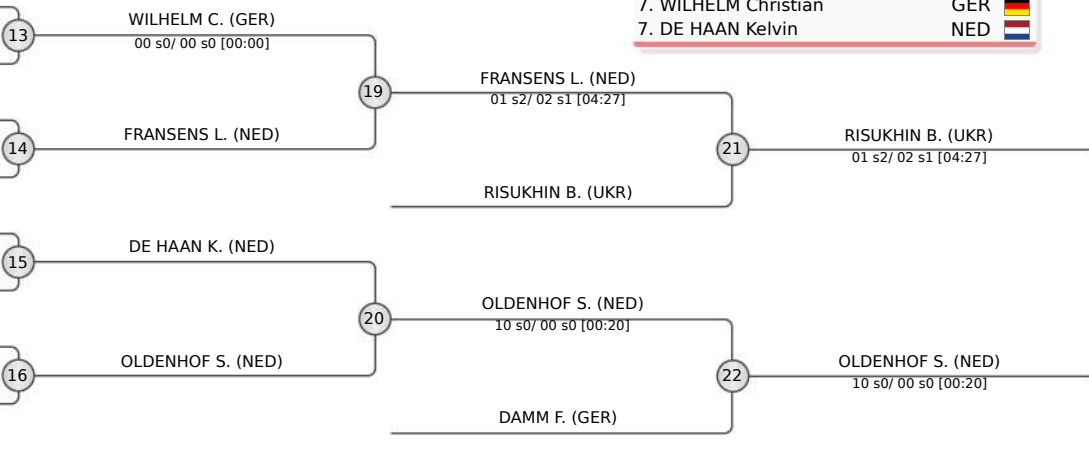 7. WILHELM Christian GER
7. DE HAAN Kelvin NED
WILHELM C. (GER)
13
00 s0/ 00 s0 [00:00]
FRANSENS L. (NED)
19
01 s2/ 02 s1 [04:27]
FRANSENS L. (NED)
14
RISUKHIN B. (UKR)
21
01 s2/ 02 s1 [04:27]
RISUKHIN B. (UKR)
DE HAAN K. (NED)
15
OLDENHOF S. (NED)
20
10 s0/ 00 s0 [00:20]
OLDENHOF S. (NED)
16
OLDENHOF S. (NED)
22
10 s0/ 00 s0 [00:20]
DAMM F. (GER)